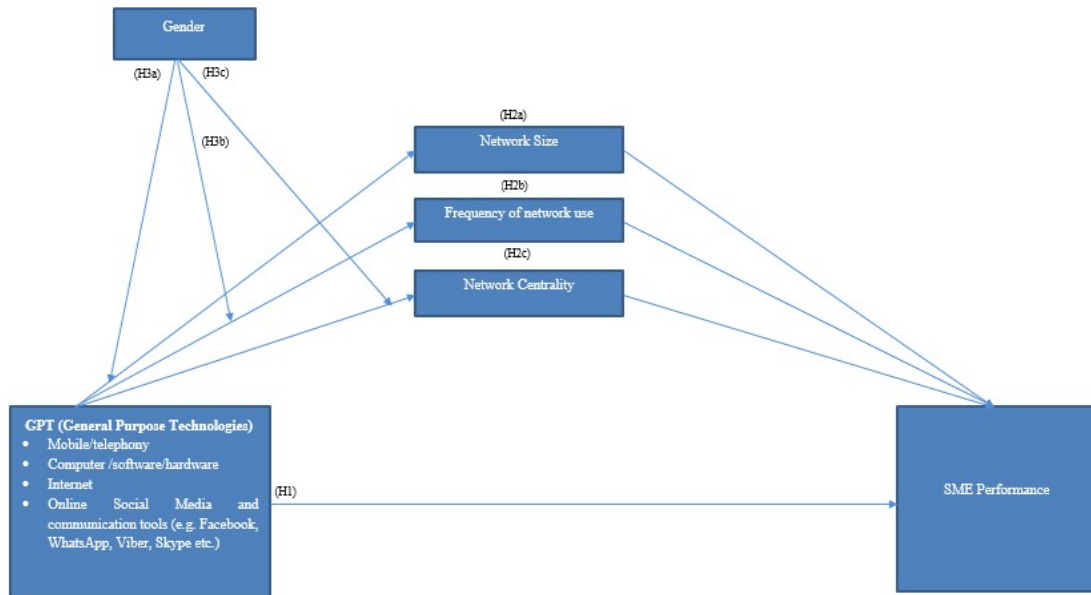 Gender
(H3a)
(H3c)
(H3b)
(H2a)
Network Size
(H2b)
Frequency of network use
(H2c)
Network Centrality
GPT (General Purpose Technologies)
• Mobile/telephony
• Computer /software/hardware
• Internet
• Online Social Media and
communication tools (e.g. Facebook,
WhatsApp, Viber, Skype etc.)
(H1)
SME Performance